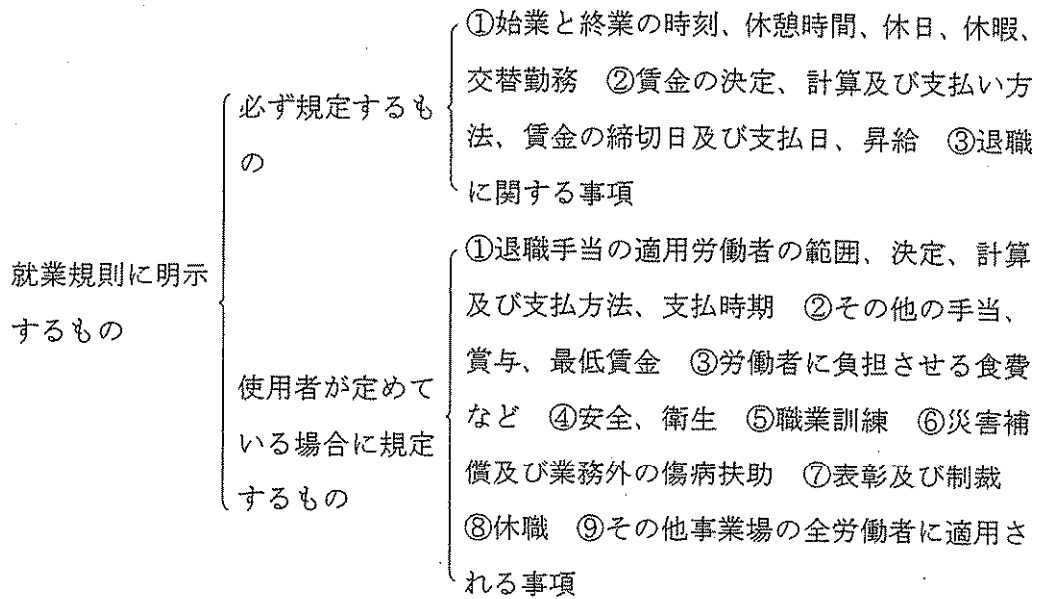 就業規則に明示
するもの
必ず規定するも
の
①始業と終業の時刻、休憩時間、休日、休暇、
交替勤務　②賃金の決定、計算及び支払い方
法、賃金の締切日及び支払日、昇給　③退職
に関する事項
使用者が定めて
いる場合に規定
するもの
①退職手当の適用労働者の範囲、決定、計算
及び支払方法、支払時期　②その他の手当、
賞与、最低賃金　③労働者に負担させる食費
など　④安全、衛生　⑤職業訓練　⑥災害補
償及び業務外の傷病扶助　⑦表彰及び制裁
⑧休職　⑨その他事業場の全労働者に適用さ
れる事項